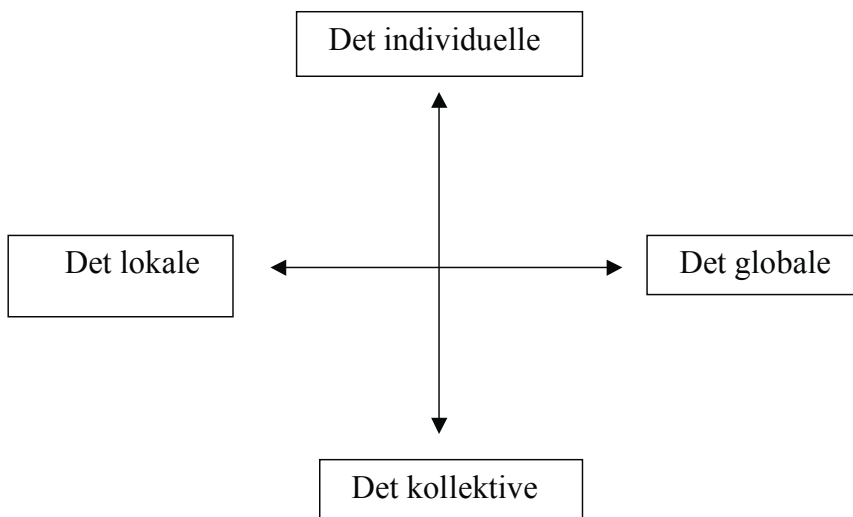 Det individuelle
Det lokale
Det globale
Det kollektive